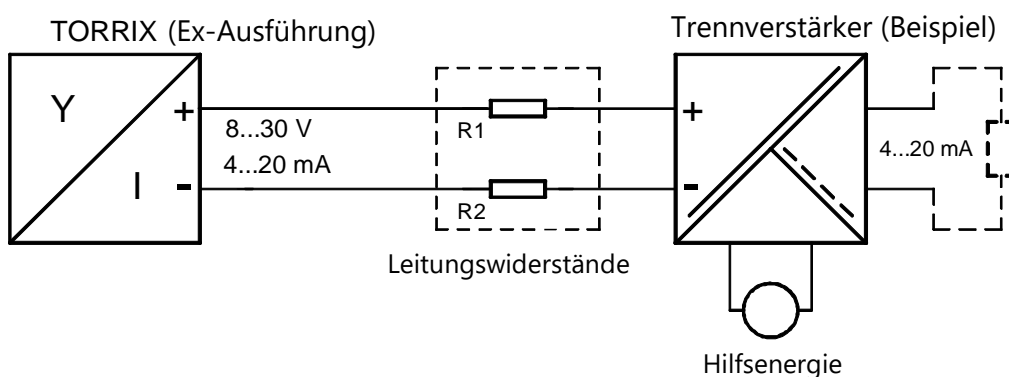 TORRIX (Ex-Ausführung)
Trennverstärker (Beispiel)
Y
I
+
-
8...30 V
4...20 mA
R1
R2
Leitungswiderstände
+
-
4...20 mA
Hilfsenergie